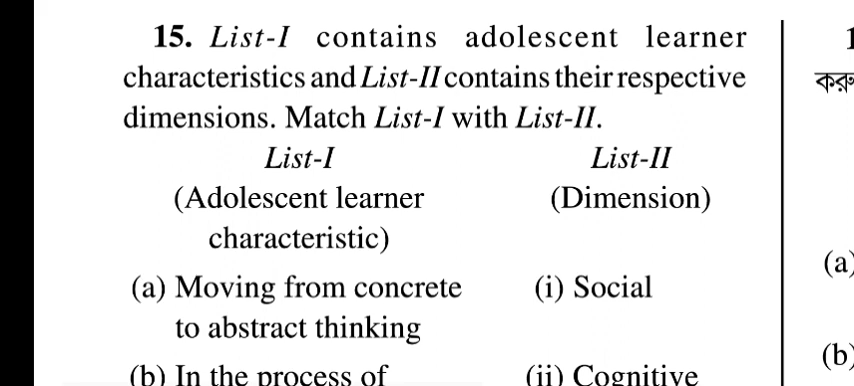 15. List-I contains adolescent learner
characteristics and List-II contains their respective
dimensions. Match List-I with List-II.
List-I List-II
(Adolescent learner (Dimension)
characteristic)
(a) Moving from concrete (i) Social
to abstract thinking
(b) In the process of (ii) Cognitive
1
করু
(a)
(b)